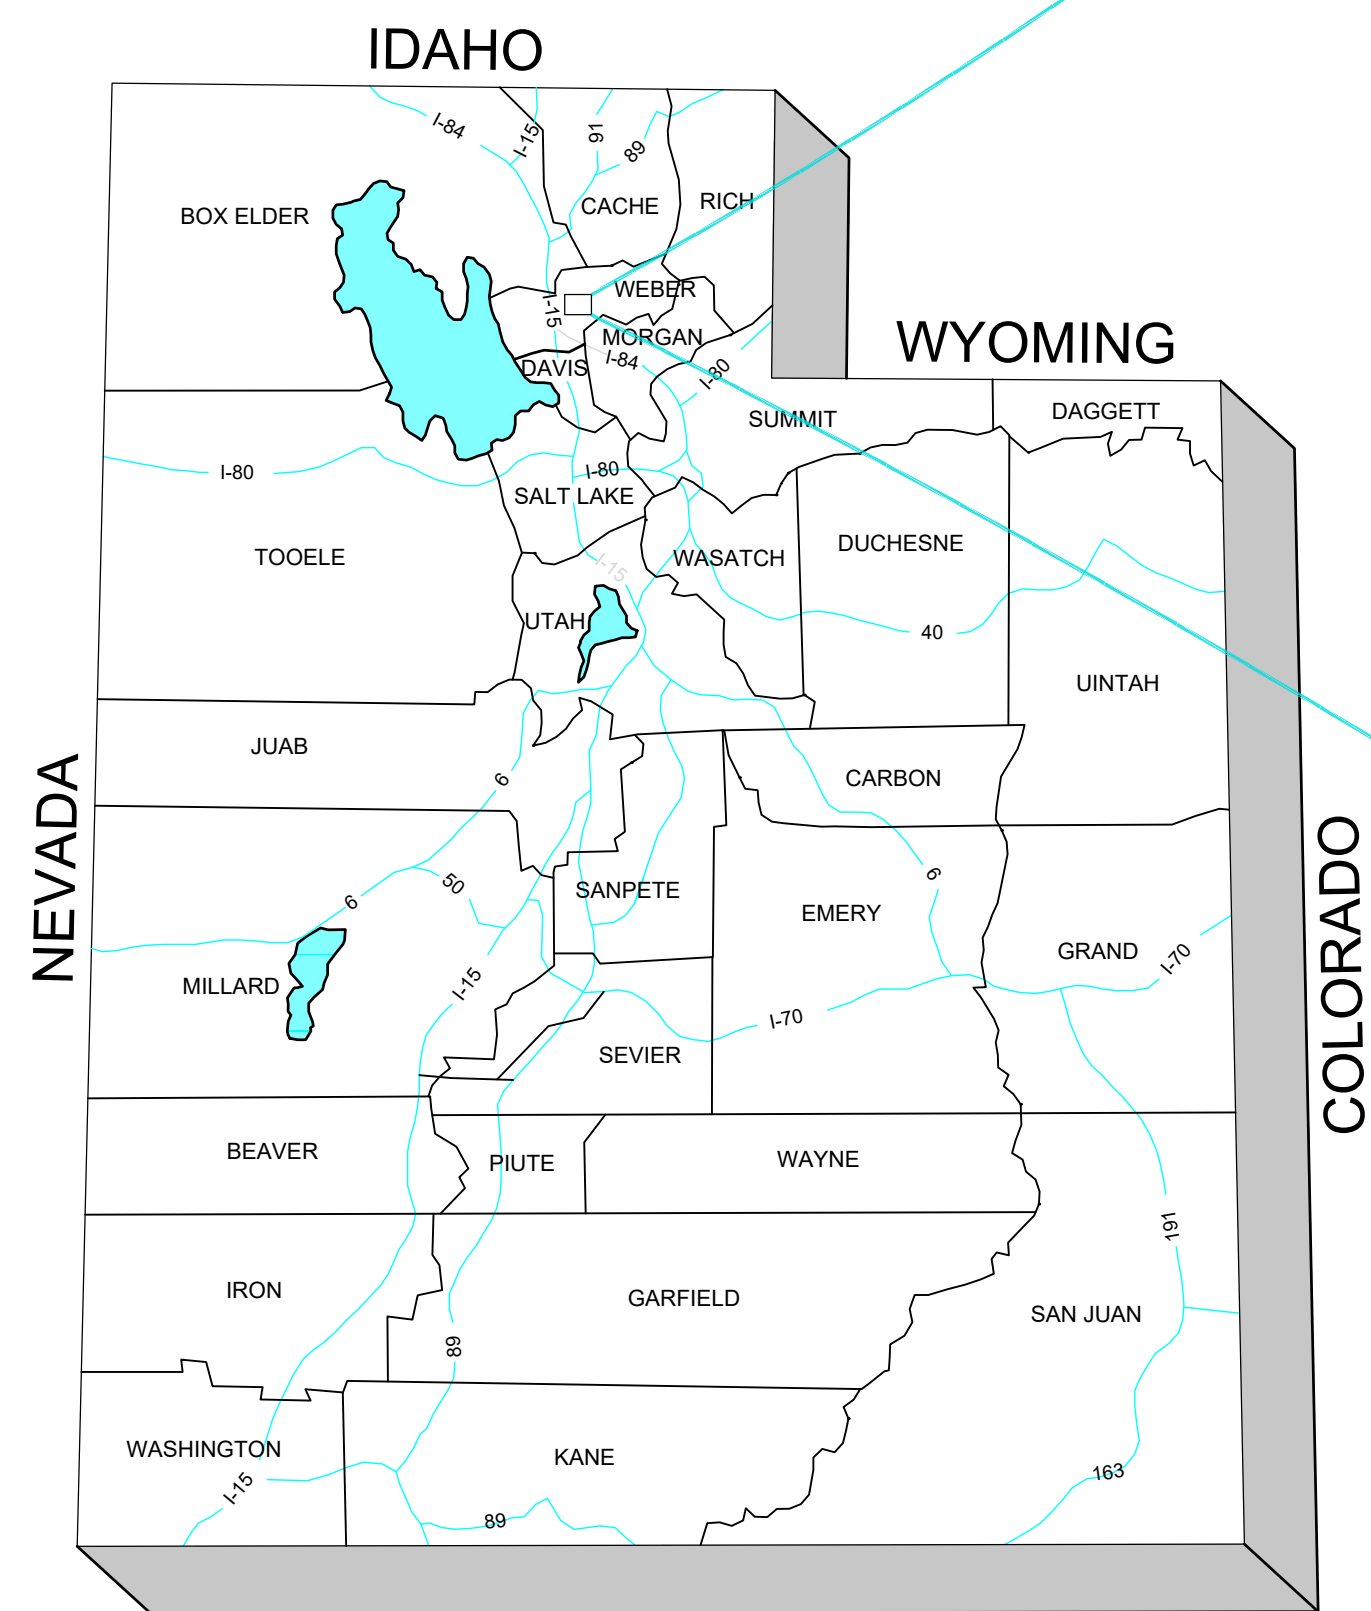 IDAHO
I-84
I-15
91
89
BOX ELDER
CACHE
RICH
WEBER
I-15
MORGAN
I-84
DAVIS
I-80
WYOMING
SUMMIT
DAGGETT
I-80
I-80
SALT LAKE
TOOELE
I-15
WASATCH
DUCHESNE
UTAH
40
UINTAH
JUAB
6
CARBON
NEVADA
COLORADO
6
50
SANPETE
6
EMERY
GRAND
I-70
MILLARD
I-15
I-70
SEVIER
BEAVER
PIUTE
WAYNE
191
IRON
GARFIELD
SAN JUAN
89
WASHINGTON
I-15
KANE
163
89